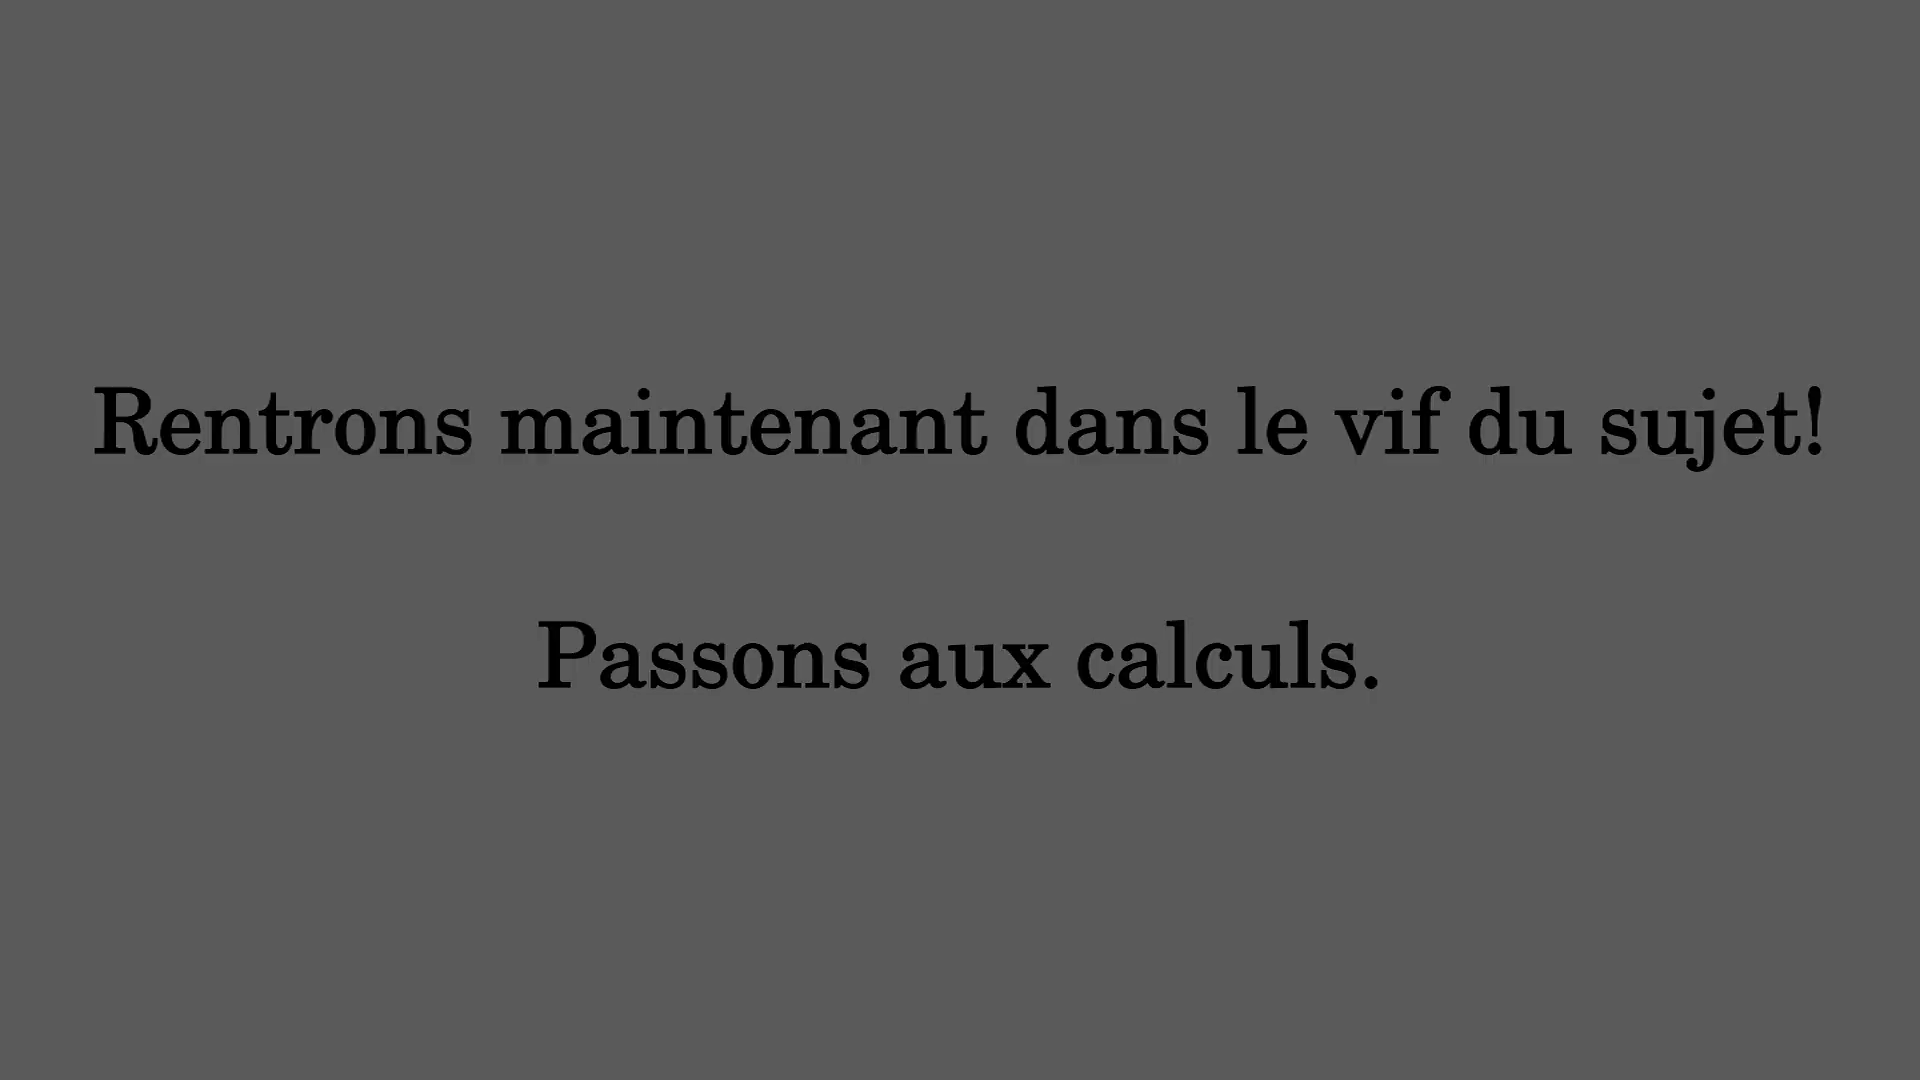 Rentrons maintenant dans le vif du sujet!
Passons aux calculs.